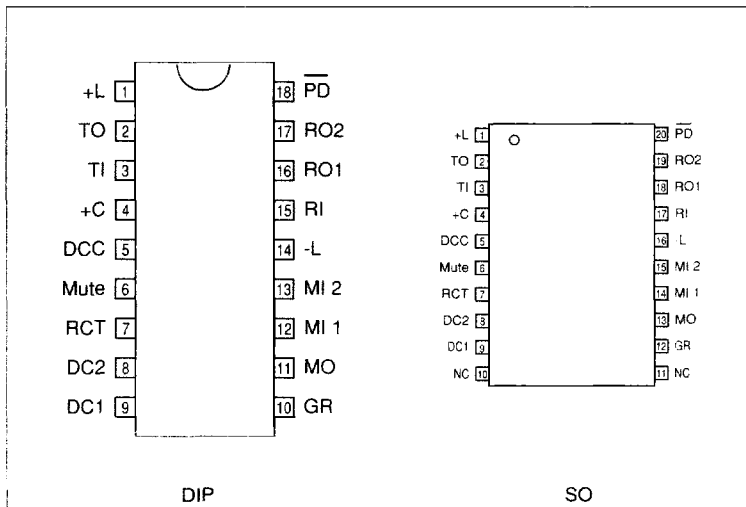 +L 1 18 PD
TO 2 17 RO2
TI 3 16 RO1
+C 4 15 RI
DCC 5 14 -L
Mute 6 13 MI 2
RCT 7 12 MI 1
DC2 8 11 MO
DC1 9 10 GR
DIP
+L 1 20 PD
TO 2 19 RO2
TI 3 18 RO1
+C 4 17 RI
DCC 5 16 -L
Mute 6 15 MI 2
RCT 7 14 MI 1
DC2 8 13 MO
DC1 9 12 GR
NC 10 11 NC
SO